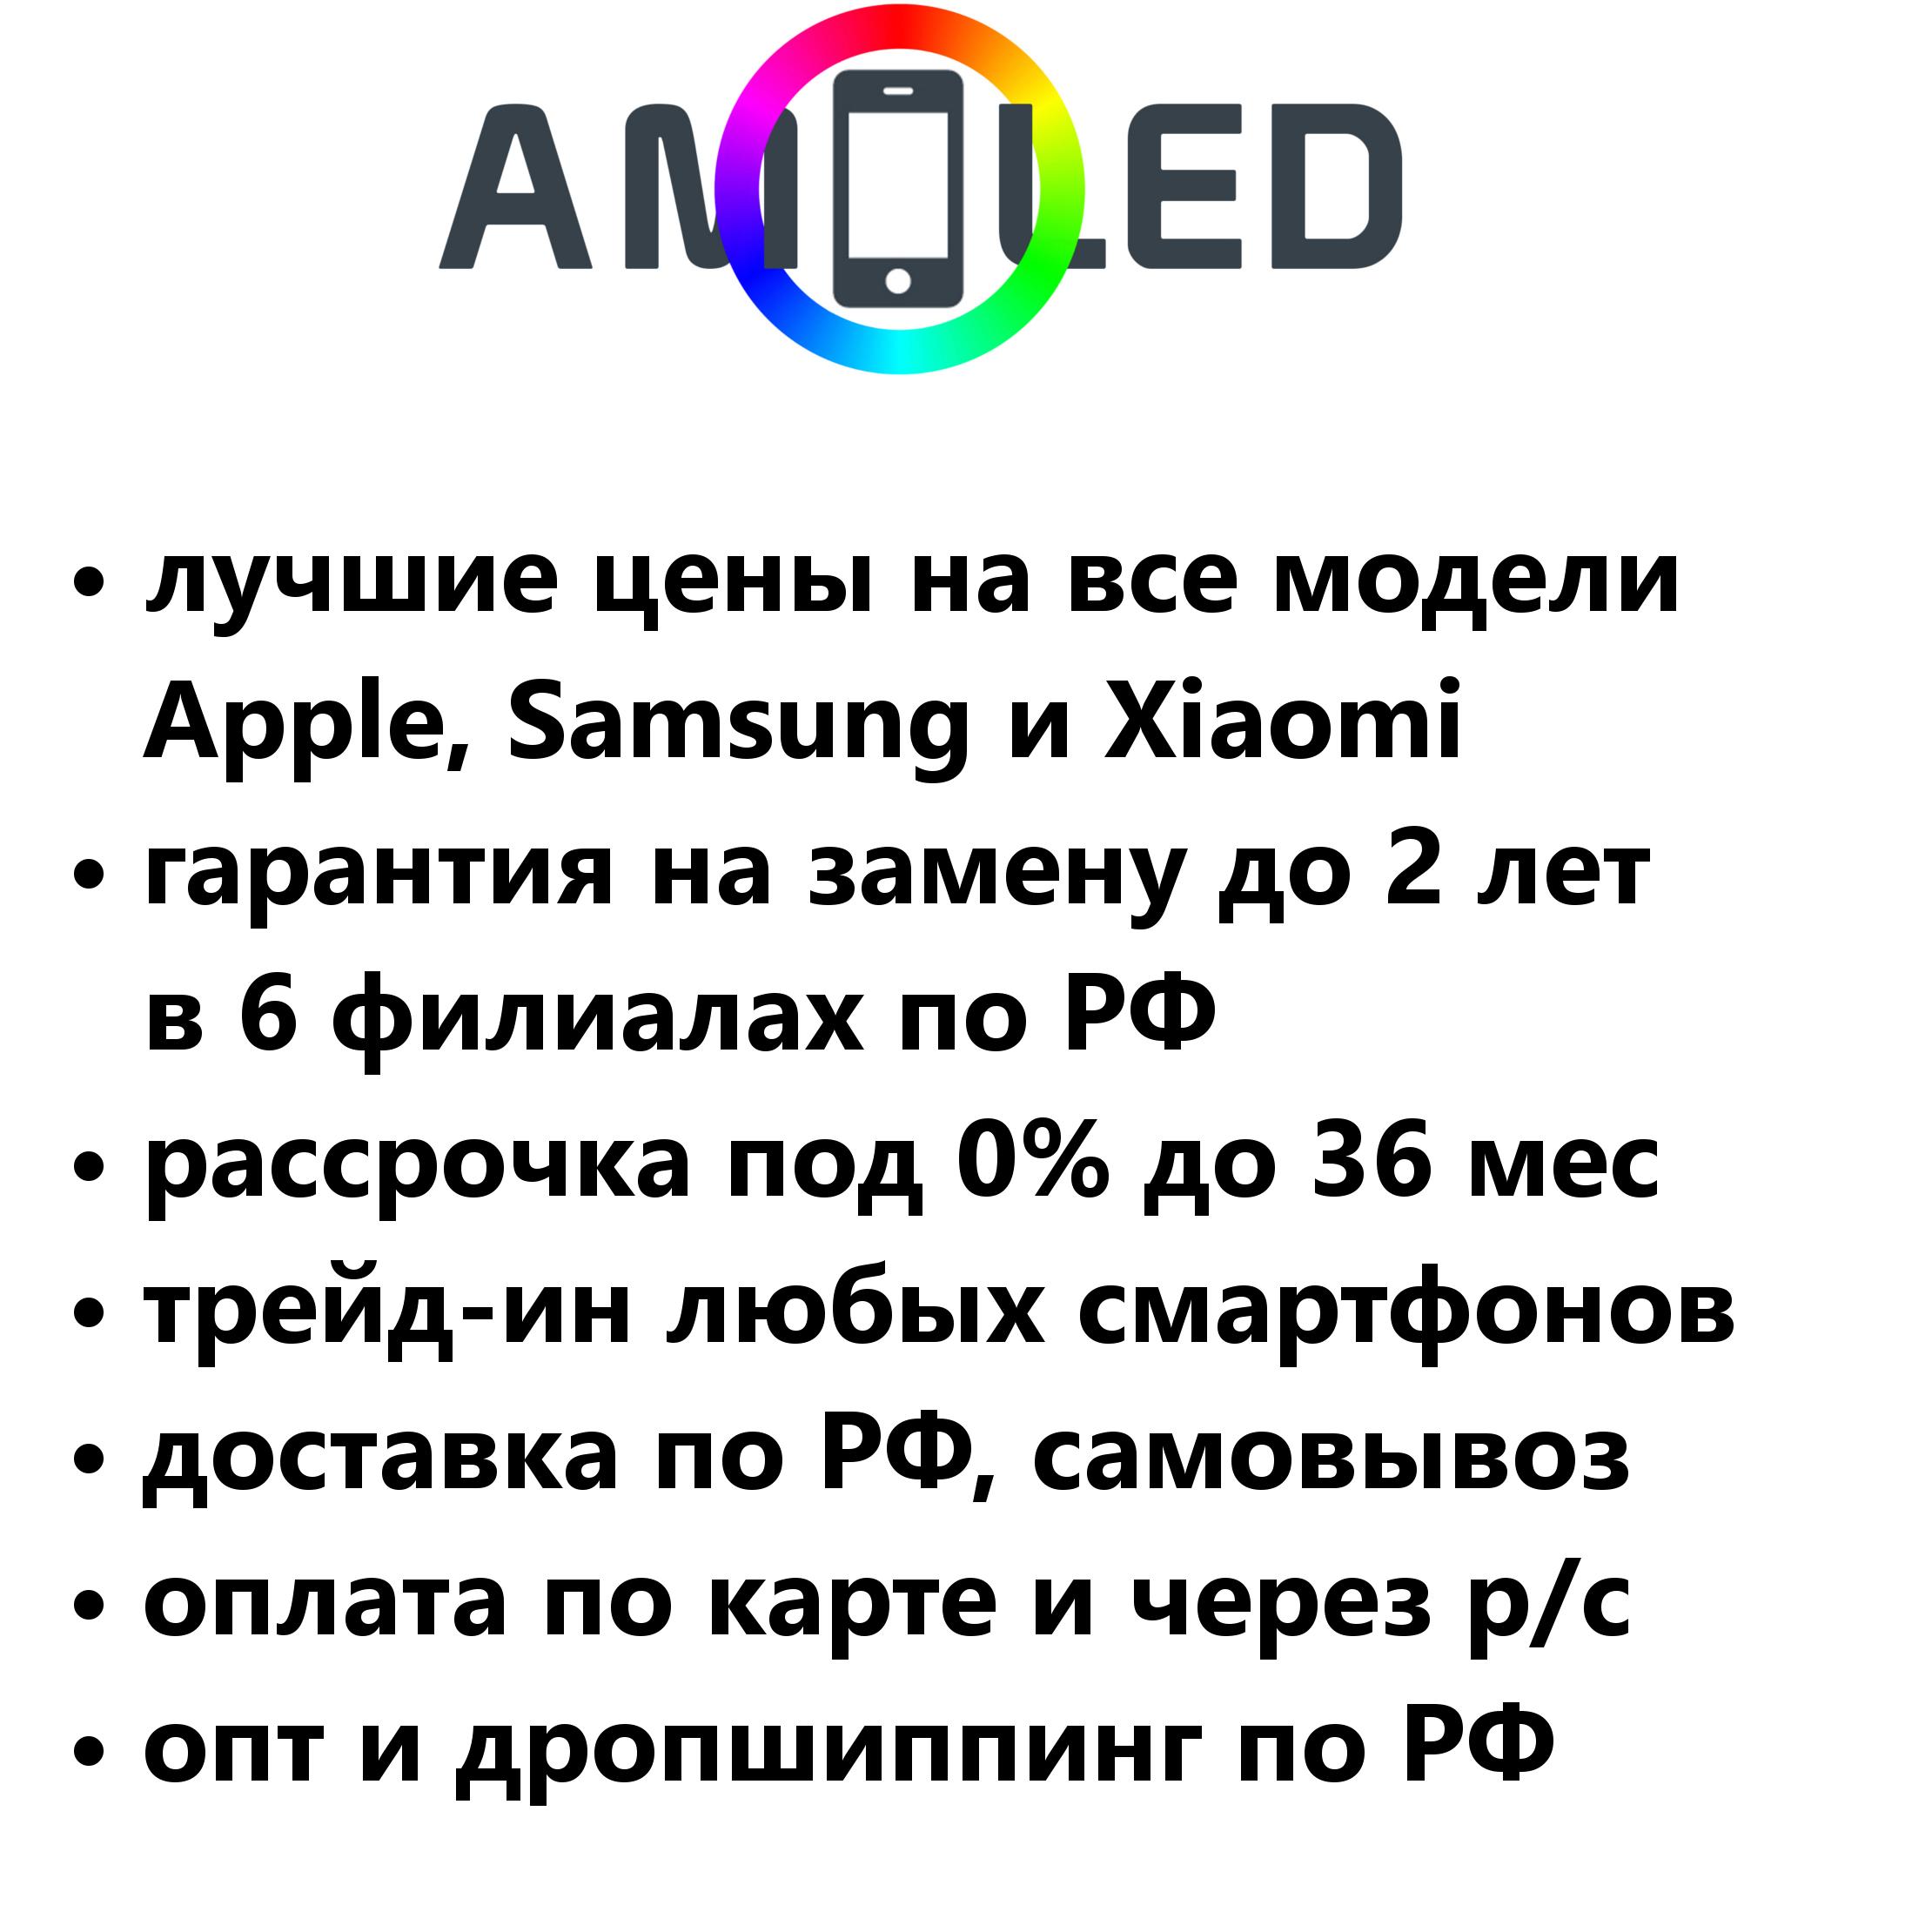 AMOLED
• лучшие цены на все модели
Apple, Samsung и Xiaomi
• гарантия на замену до 2 лет
в 6 филиалах по РФ
• рассрочка под 0% до 36 мес
• трейд-ин любых смартфонов
• доставка по РФ, самовывоз
• оплата по карте и через р/с
• опт и дропшиппинг по РФ